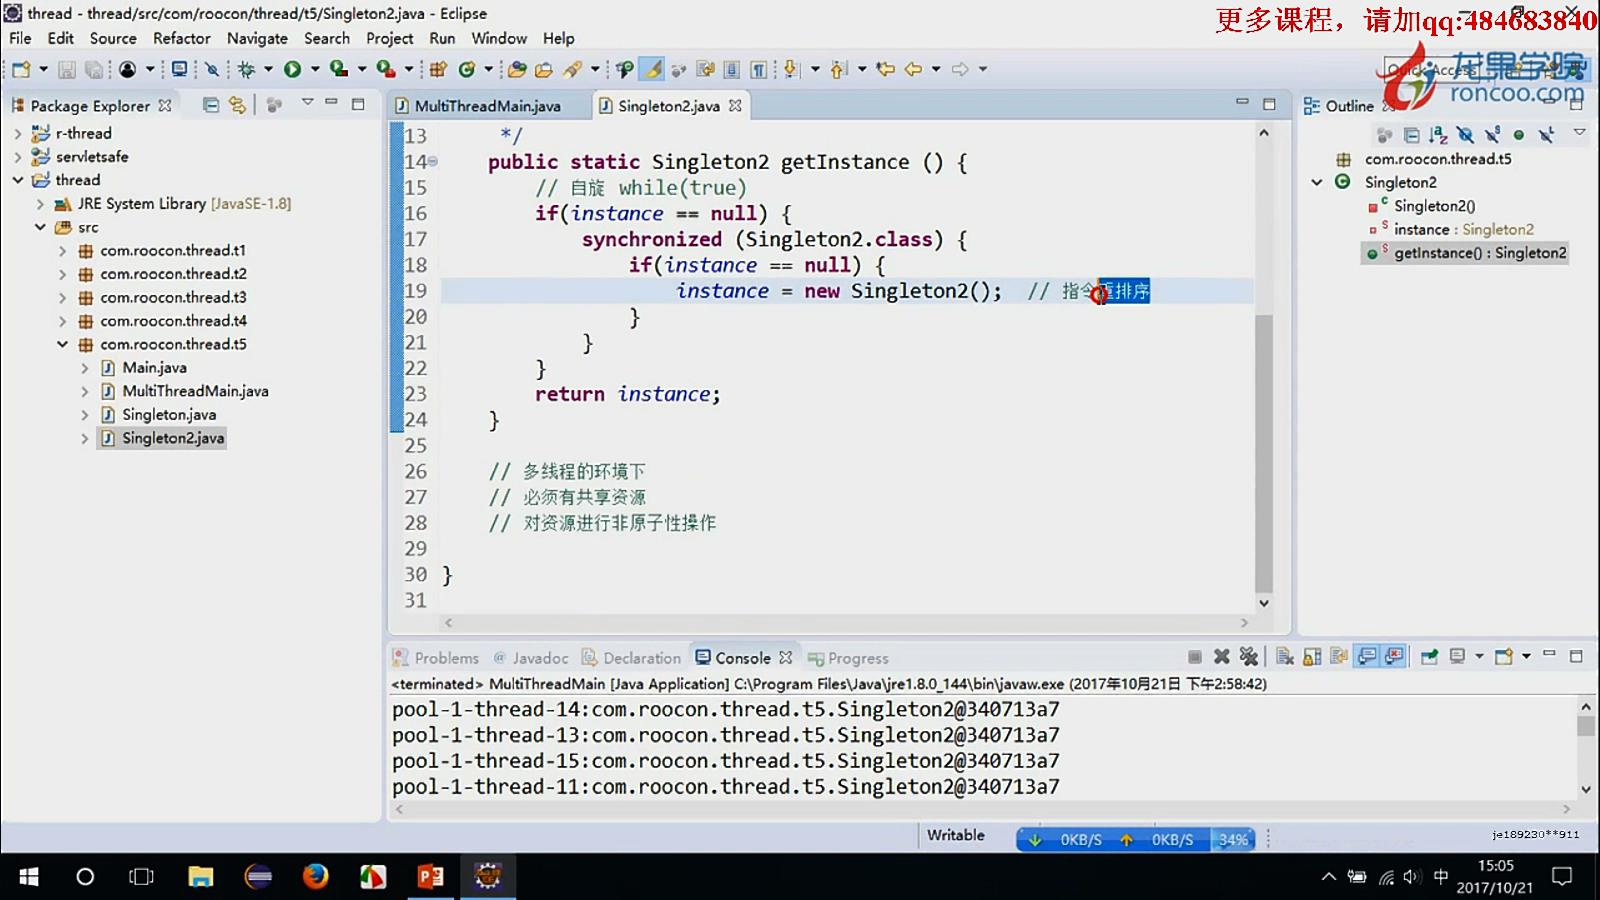 thread - thread/src/com/roocon/thread/t5/Singleton2.java - Eclipse
更多课程，请加qq:484683840
File Edit Source Refactor Navigate Search Project Run Window Help
龙果学院
roncoo.com
Package Explorer
r-thread
servletsafe
thread
JRE System Library [JavaSE-1.8]
src
com.roocon.thread.t1
com.roocon.thread.t2
com.roocon.thread.t3
com.roocon.thread.t4
com.roocon.thread.t5
Main.java
MultiThreadMain.java
Singleton.java
Singleton2.java
MultiThreadMain.java Singleton2.java
13 */
14 public static Singleton2 getInstance () {
15 // 自旋 while(true)
16 if(instance == null) {
17 synchronized (Singleton2.class) {
18 if(instance == null) {
19 instance = new Singleton2(); // 指令重排序
20 }
21 }
22 }
23 return instance;
24 }
25
26 // 多线程的环境下
27 // 必须有共享资源
28 // 对资源进行非原子性操作
29
30 }
31
Outline
com.roocon.thread.t5
Singleton2
Singleton2()
instance : Singleton2
getInstance() : Singleton2
Problems Javadoc Declaration Console Progress
<terminated> MultiThreadMain [Java Application] C:\Program Files\Java\jre1.8.0_144\bin\javaw.exe (2017年10月21日 下午2:58:42)
pool-1-thread-14:com.roocon.thread.t5.Singleton2@340713a7
pool-1-thread-13:com.roocon.thread.t5.Singleton2@340713a7
pool-1-thread-15:com.roocon.thread.t5.Singleton2@340713a7
pool-1-thread-11:com.roocon.thread.t5.Singleton2@340713a7
Writable
0KB/S 0KB/S 34%
je189230**911
中
15:05
2017/10/21